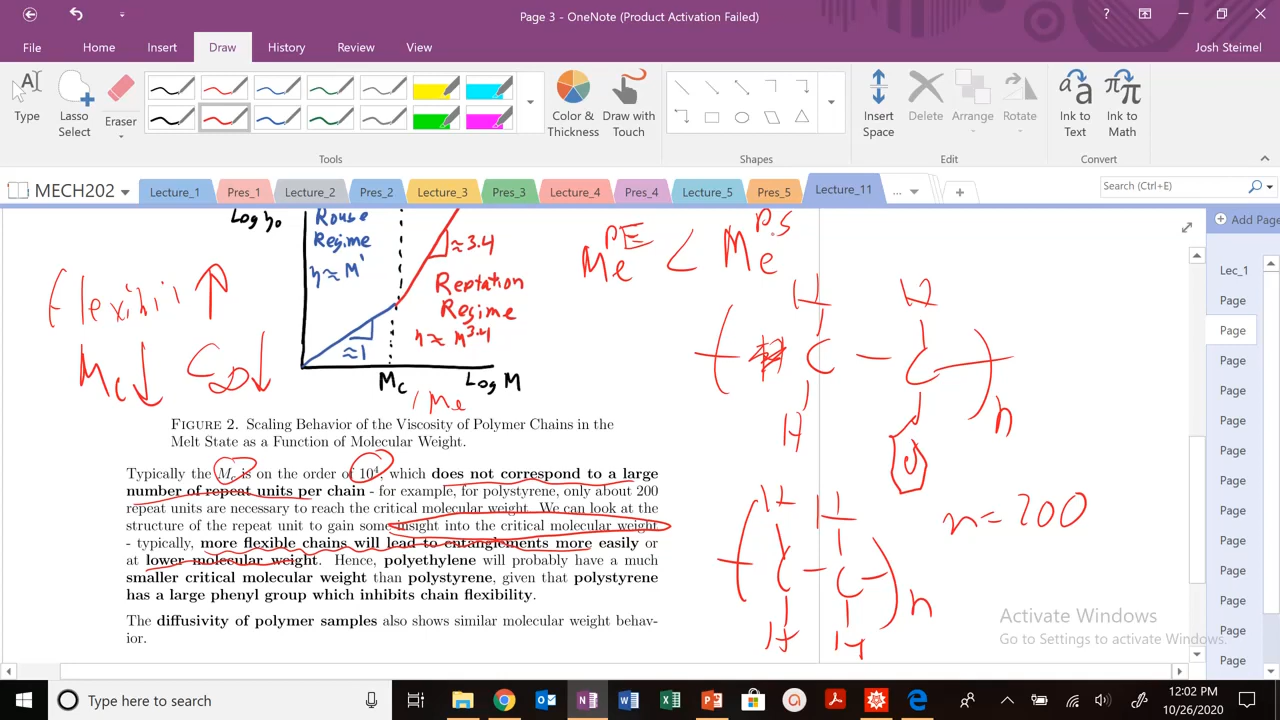 Page 3 - OneNote (Product Activation Failed)
?
File Home Insert Draw History Review View
Josh Steimel
Type
Lasso Select
Eraser
Color & Thickness
Draw with Touch
Insert Space
Delete
Arrange
Rotate
Ink to Text
Ink to Math
Tools
Shapes
Edit
Convert
MECH202
Lecture_1 Pres_1 Lecture_2 Pres_2 Lecture_3 Pres_3 Lecture_4 Pres_4 Lecture_5 Pres_5 Lecture_11 ...
Search (Ctrl+E)
Add Page
Lec_1
Page
Page
Page
Page
Page
Page
Page
Page
Page
Page
Page
Page
Log η₀
Rouse
Regime
η ≈ M¹
≈ 3.4
Reptation
Regime
η ≈ M^3.4
≈1
Mc
/ Me
Log M
↑
Mc↓ ↓
Me^PE < Me^PS
H H
C — C
H
n
n = 200
H H
C - C -
H H
n
FIGURE 2. Scaling Behavior of the Viscosity of Polymer Chains in the
Melt State as a Function of Molecular Weight.
Typically the Mc is on the order of 10⁴, which does not correspond to a large
number of repeat units per chain - for example, for polystyrene, only about 200
repeat units are necessary to reach the critical molecular weight. We can look at the
structure of the repeat unit to gain some insight into the critical molecular weight
- typically, more flexible chains will lead to entanglements more easily or
at lower molecular weight. Hence, polyethylene will probably have a much
smaller critical molecular weight than polystyrene, given that polystyrene
has a large phenyl group which inhibits chain flexibility.
The diffusivity of polymer samples also shows similar molecular weight behav-
ior.
Activate Windows
Go to Settings to activate Windows.
Type here to search
12:02 PM
10/26/2020